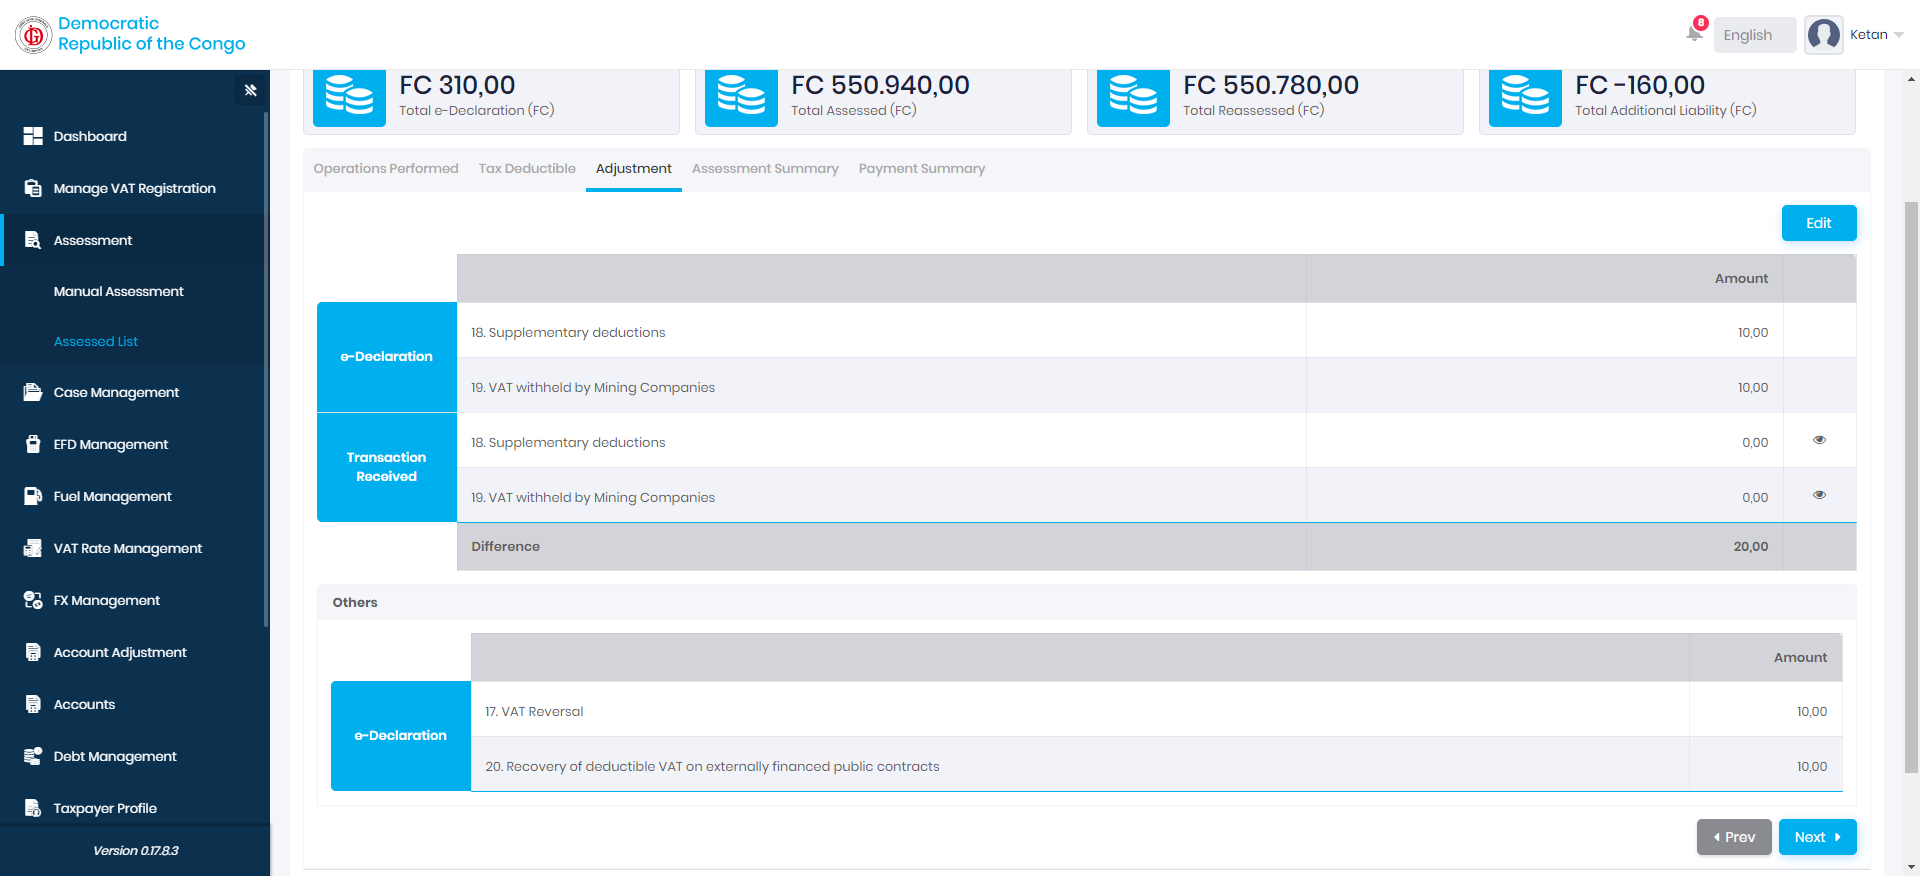 Democratic
Republic of the Congo
8
English
Ketan
Dashboard
Manage VAT Registration
Assessment
Manual Assessment
Assessed List
Case Management
EFD Management
Fuel Management
VAT Rate Management
FX Management
Account Adjustment
Accounts
Debt Management
Taxpayer Profile
Version 0.17.8.3
FC 310,00
Total e-Declaration (FC)
FC 550.940,00
Total Assessed (FC)
FC 550.780,00
Total Reassessed (FC)
FC -160,00
Total Additional Liability (FC)
Operations Performed Tax Deductible Adjustment Assessment Summary Payment Summary
Edit
Amount
e-Declaration
18. Supplementary deductions 10,00
19. VAT withheld by Mining Companies 10,00
Transaction
Received
18. Supplementary deductions 0,00
19. VAT withheld by Mining Companies 0,00
Difference 20,00
Others
Amount
e-Declaration
17. VAT Reversal 10,00
20. Recovery of deductible VAT on externally financed public contracts 10,00
Prev Next